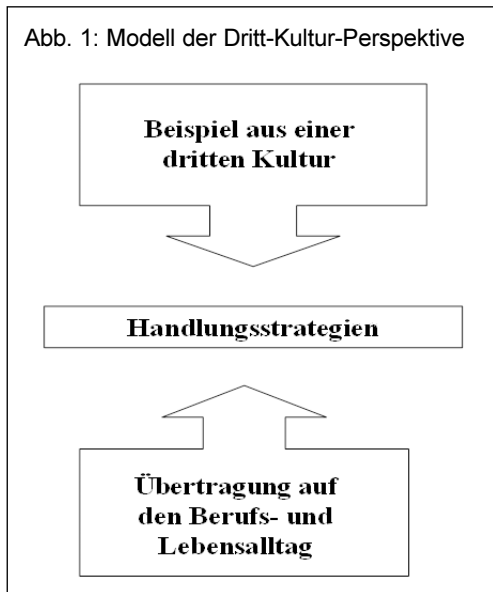 Abb. 1: Modell der Dritt-Kultur-Perspektive
Beispiel aus einer
dritten Kultur
Handlungsstrategien
Übertragung auf
den Berufs- und
Lebensalltag